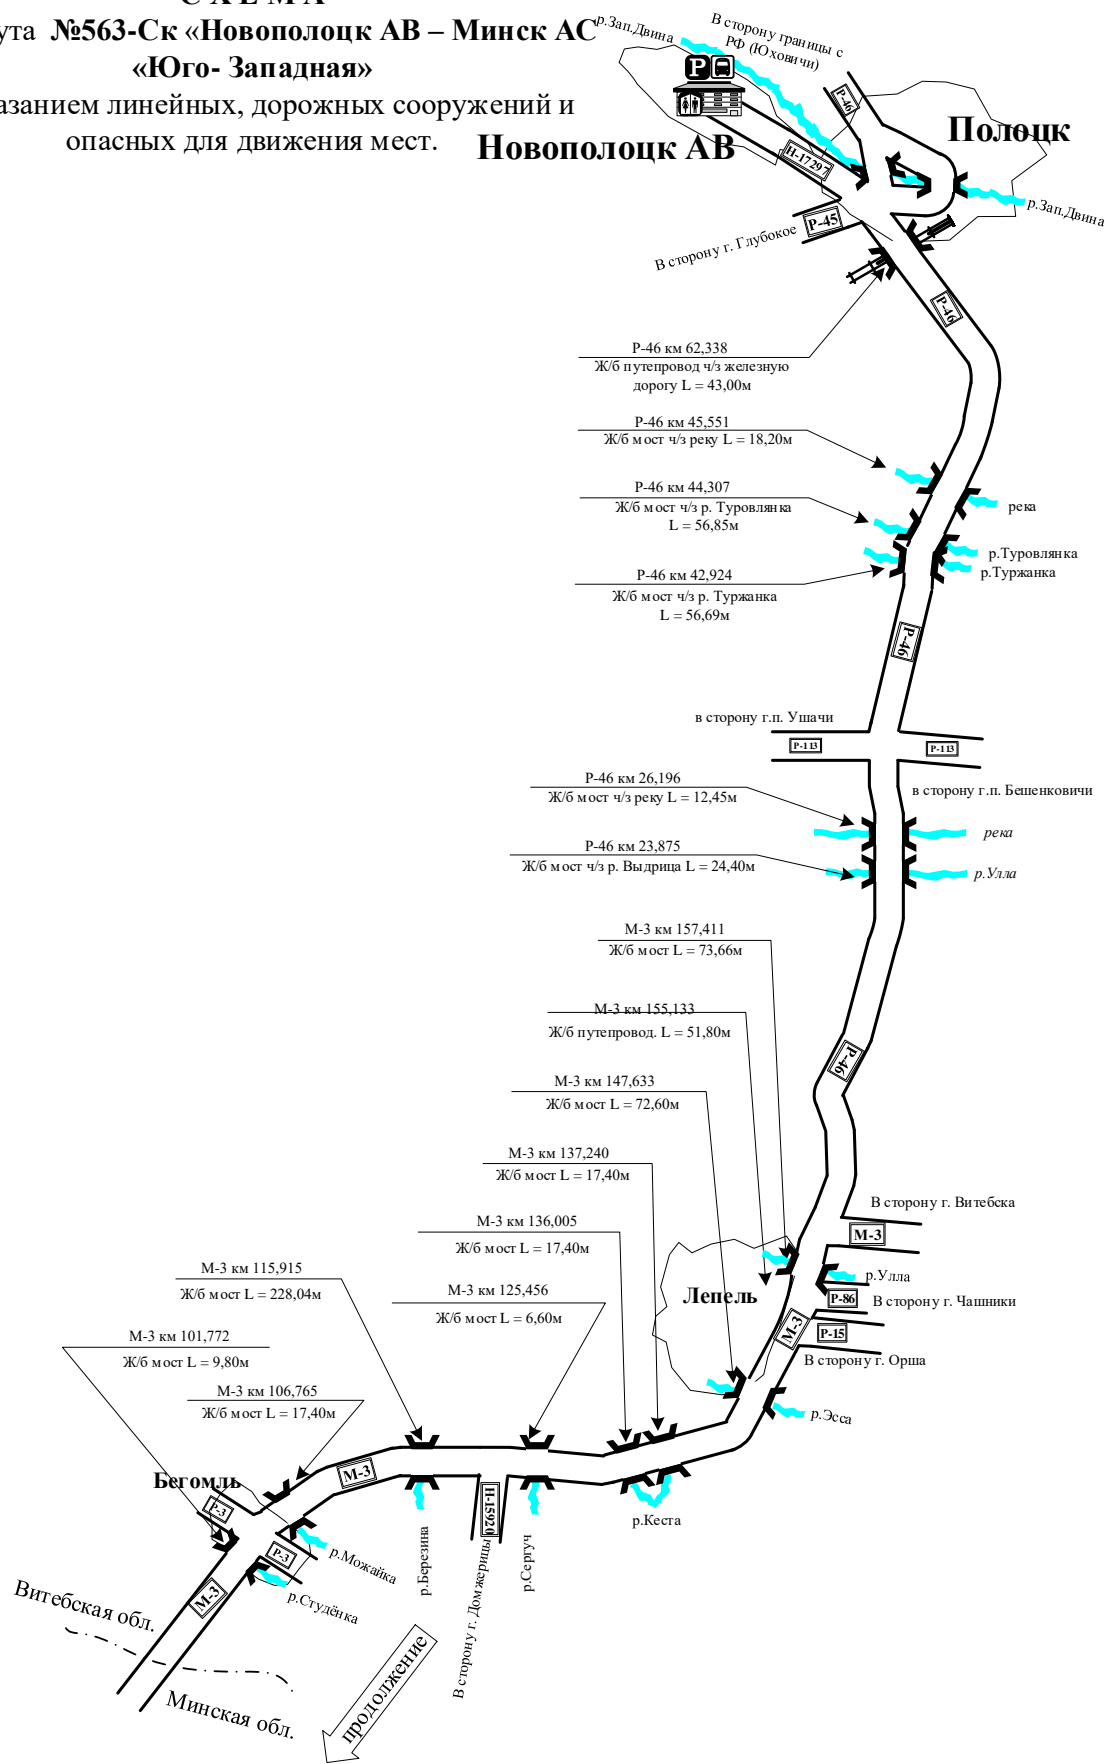 С Х Е М А
ута №563-Ск «Новополоцк АВ – Минск АС
«Юго- Западная»
азанием линейных, дорожных сооружений и
опасных для движения мест.
р.Зап.Двина
В сторону границы с
РФ (Юховичи)
P
Р-46
Полоцк
Новополоцк АВ
Н-17297
р.Зап.Двина
Р-45
В сторону г. Глубокое
Р-46
Р-46 км 62,338
Ж/б путепровод ч/з железную
дорогу L = 43,00м
Р-46 км 45,551
Ж/б мост ч/з реку L = 18,20м
Р-46 км 44,307
Ж/б мост ч/з р. Туровлянка
L = 56,85м
река
р.Туровлянка
р.Туржанка
Р-46 км 42,924
Ж/б мост ч/з р. Туржанка
L = 56,69м
Р-46
в сторону г.п. Ушачи
Р-113
Р-113
Р-46 км 26,196
Ж/б мост ч/з реку L = 12,45м
в сторону г.п. Бешенковичи
река
Р-46 км 23,875
Ж/б мост ч/з р. Выдрица L = 24,40м
р.Улла
М-3 км 157,411
Ж/б мост L = 73,66м
М-3 км 155,133
Ж/б путепровод. L = 51,80м
Р-46
М-3 км 147,633
Ж/б мост L = 72,60м
М-3 км 137,240
Ж/б мост L = 17,40м
В сторону г. Витебска
М-3
М-3 км 136,005
Ж/б мост L = 17,40м
М-3 км 115,915
Ж/б мост L = 228,04м
М-3 км 125,456
Ж/б мост L = 6,60м
Лепель
р.Улла
Р-86
В сторону г. Чашники
М-3
Р-15
В сторону г. Орша
М-3 км 101,772
Ж/б мост L = 9,80м
М-3 км 106,765
Ж/б мост L = 17,40м
р.Эсса
Бегомль
М-3
Р-3
Н-15920
р.Кеста
р.Березина
р.Сергуч
В сторону г. Домжерицы
Р-3
р.Можайка
р.Студёнка
М-3
Витебская обл.
Минская обл.
продолжение